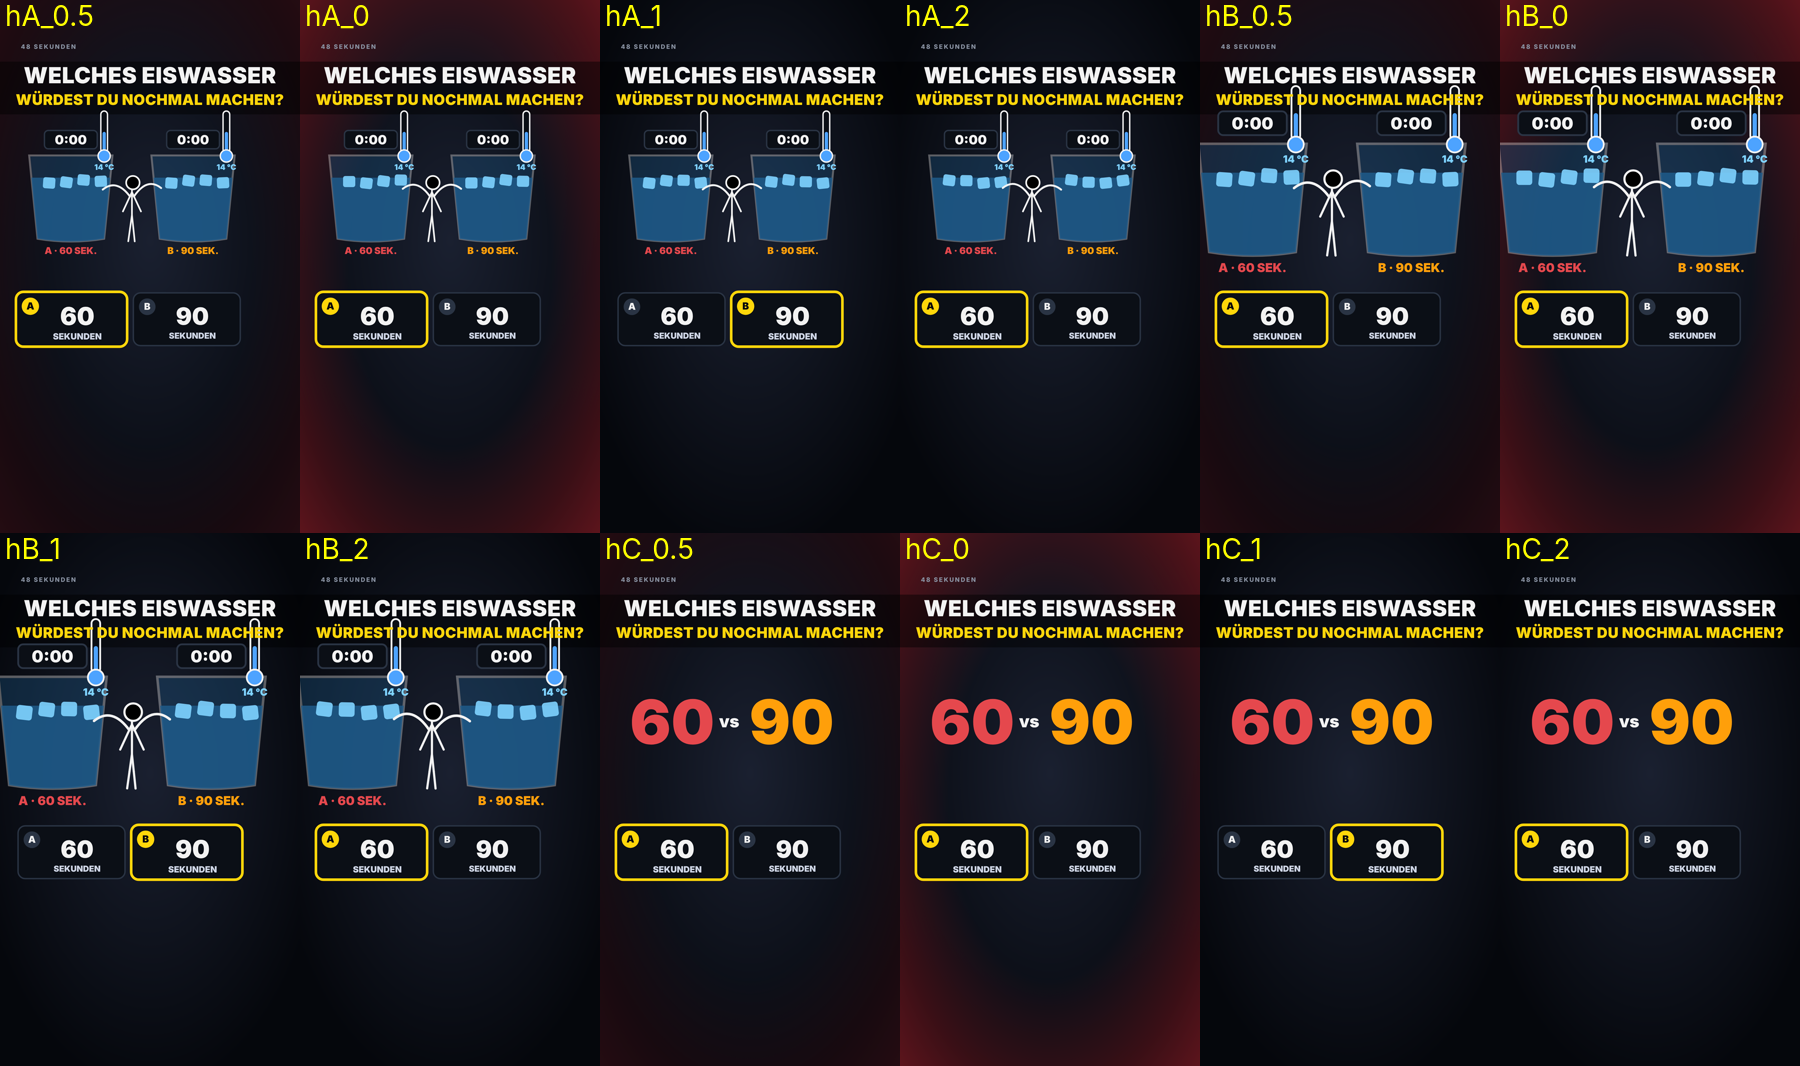 hA_0.5
48 SEKUNDEN
WELCHES EISWASSER
WÜRDEST DU NOCHMAL MACHEN?
0:00 0:00
14 °C 14 °C
A · 60 SEK. B · 90 SEK.
A 60 SEKUNDEN
B 90 SEKUNDEN
hA_0
48 SEKUNDEN
WELCHES EISWASSER
WÜRDEST DU NOCHMAL MACHEN?
0:00 0:00
14 °C 14 °C
A · 60 SEK. B · 90 SEK.
A 60 SEKUNDEN
B 90 SEKUNDEN
hA_1
48 SEKUNDEN
WELCHES EISWASSER
WÜRDEST DU NOCHMAL MACHEN?
0:00 0:00
14 °C 14 °C
A · 60 SEK. B · 90 SEK.
A 60 SEKUNDEN
B 90 SEKUNDEN
hA_2
48 SEKUNDEN
WELCHES EISWASSER
WÜRDEST DU NOCHMAL MACHEN?
0:00 0:00
14 °C 14 °C
A · 60 SEK. B · 90 SEK.
A 60 SEKUNDEN
B 90 SEKUNDEN
hB_0.5
48 SEKUNDEN
WELCHES EISWASSER
WÜRDEST DU NOCHMAL MACHEN?
0:00 0:00
14 °C 14 °C
A · 60 SEK. B · 90 SEK.
A 60 SEKUNDEN
B 90 SEKUNDEN
hB_0
48 SEKUNDEN
WELCHES EISWASSER
WÜRDEST DU NOCHMAL MACHEN?
0:00 0:00
14 °C 14 °C
A · 60 SEK. B · 90 SEK.
A 60 SEKUNDEN
B 90 SEKUNDEN
hB_1
48 SEKUNDEN
WELCHES EISWASSER
WÜRDEST DU NOCHMAL MACHEN?
0:00 0:00
14 °C 14 °C
A · 60 SEK. B · 90 SEK.
A 60 SEKUNDEN
B 90 SEKUNDEN
hB_2
48 SEKUNDEN
WELCHES EISWASSER
WÜRDEST DU NOCHMAL MACHEN?
0:00 0:00
14 °C 14 °C
A · 60 SEK. B · 90 SEK.
A 60 SEKUNDEN
B 90 SEKUNDEN
hC_0.5
48 SEKUNDEN
WELCHES EISWASSER
WÜRDEST DU NOCHMAL MACHEN?
60 vs 90
A 60 SEKUNDEN
B 90 SEKUNDEN
hC_0
48 SEKUNDEN
WELCHES EISWASSER
WÜRDEST DU NOCHMAL MACHEN?
60 vs 90
A 60 SEKUNDEN
B 90 SEKUNDEN
hC_1
48 SEKUNDEN
WELCHES EISWASSER
WÜRDEST DU NOCHMAL MACHEN?
60 vs 90
A 60 SEKUNDEN
B 90 SEKUNDEN
hC_2
48 SEKUNDEN
WELCHES EISWASSER
WÜRDEST DU NOCHMAL MACHEN?
60 vs 90
A 60 SEKUNDEN
B 90 SEKUNDEN